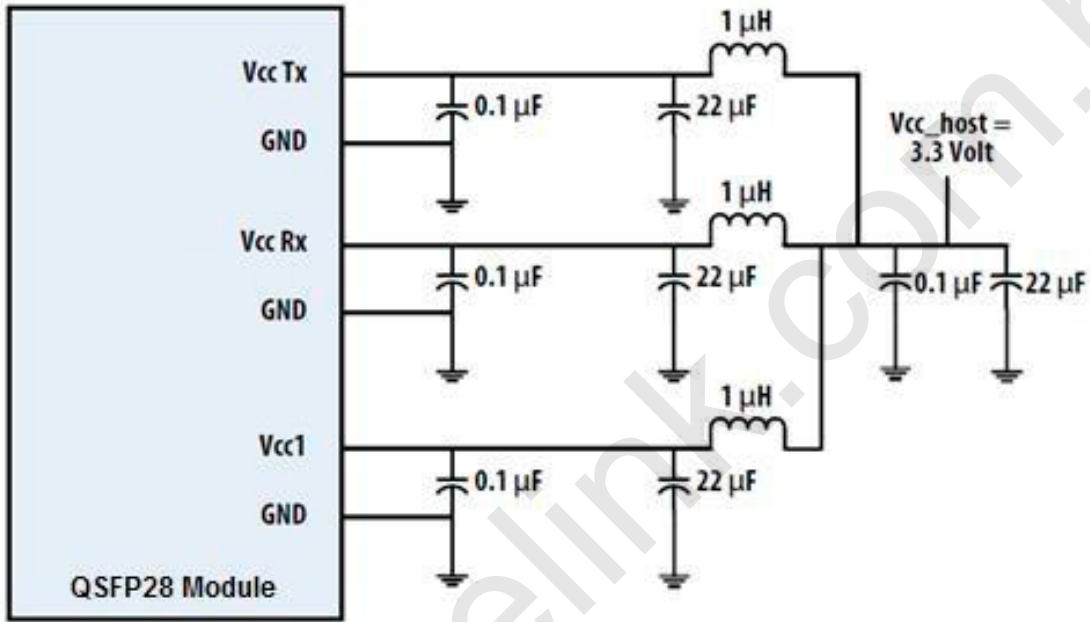 1 µH
Vcc Tx
0.1 µF
22 µF
GND
Vcc_host =
3.3 Volt
1 µH
Vcc Rx
0.1 µF
22 µF
0.1 µF
22 µF
GND
1 µH
Vcc1
0.1 µF
22 µF
GND
QSFP28 Module
elink.com.